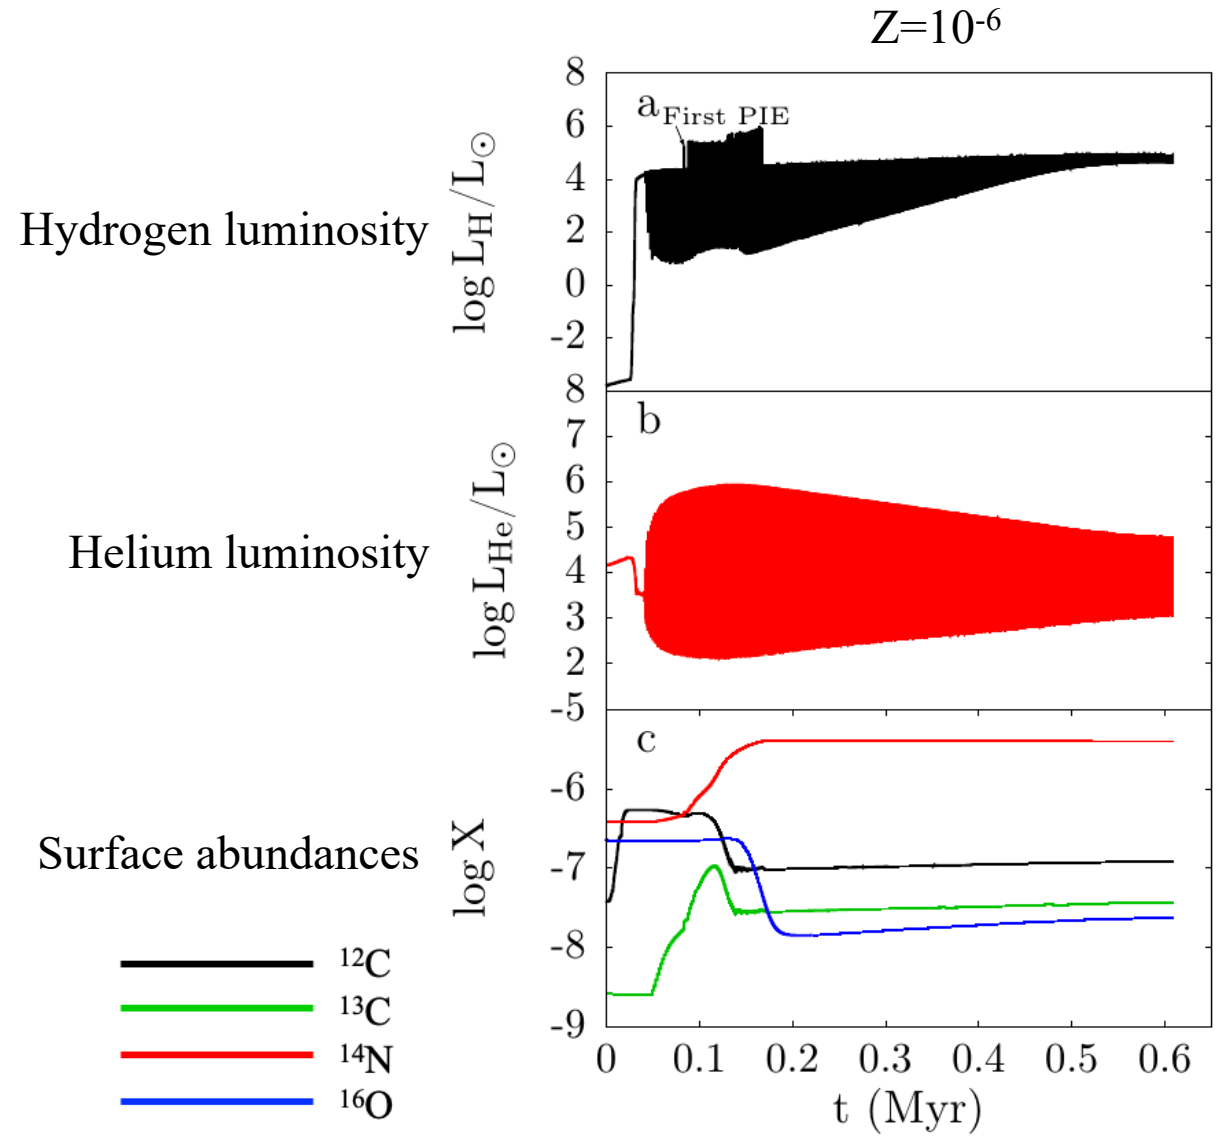 Z=10-6
8
a First PIE
6
Hydrogen luminosity
log LH/L⊙
4
2
0
-2
8
b
7
6
Helium luminosity
log LHe/L⊙
5
4
3
2
-5
c
-6
Surface abundances
log X
-7
-8
-9
12C
13C
14N
16O
0 0.1 0.2 0.3 0.4 0.5 0.6
t (Myr)